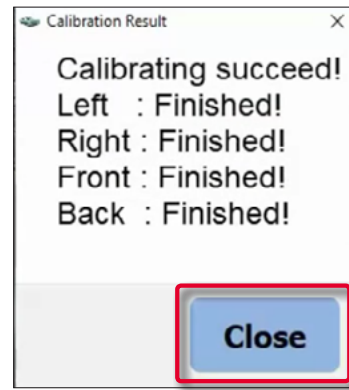 Calibration Result
Calibrating succeed!
Left : Finished!
Right : Finished!
Front : Finished!
Back : Finished!
Close